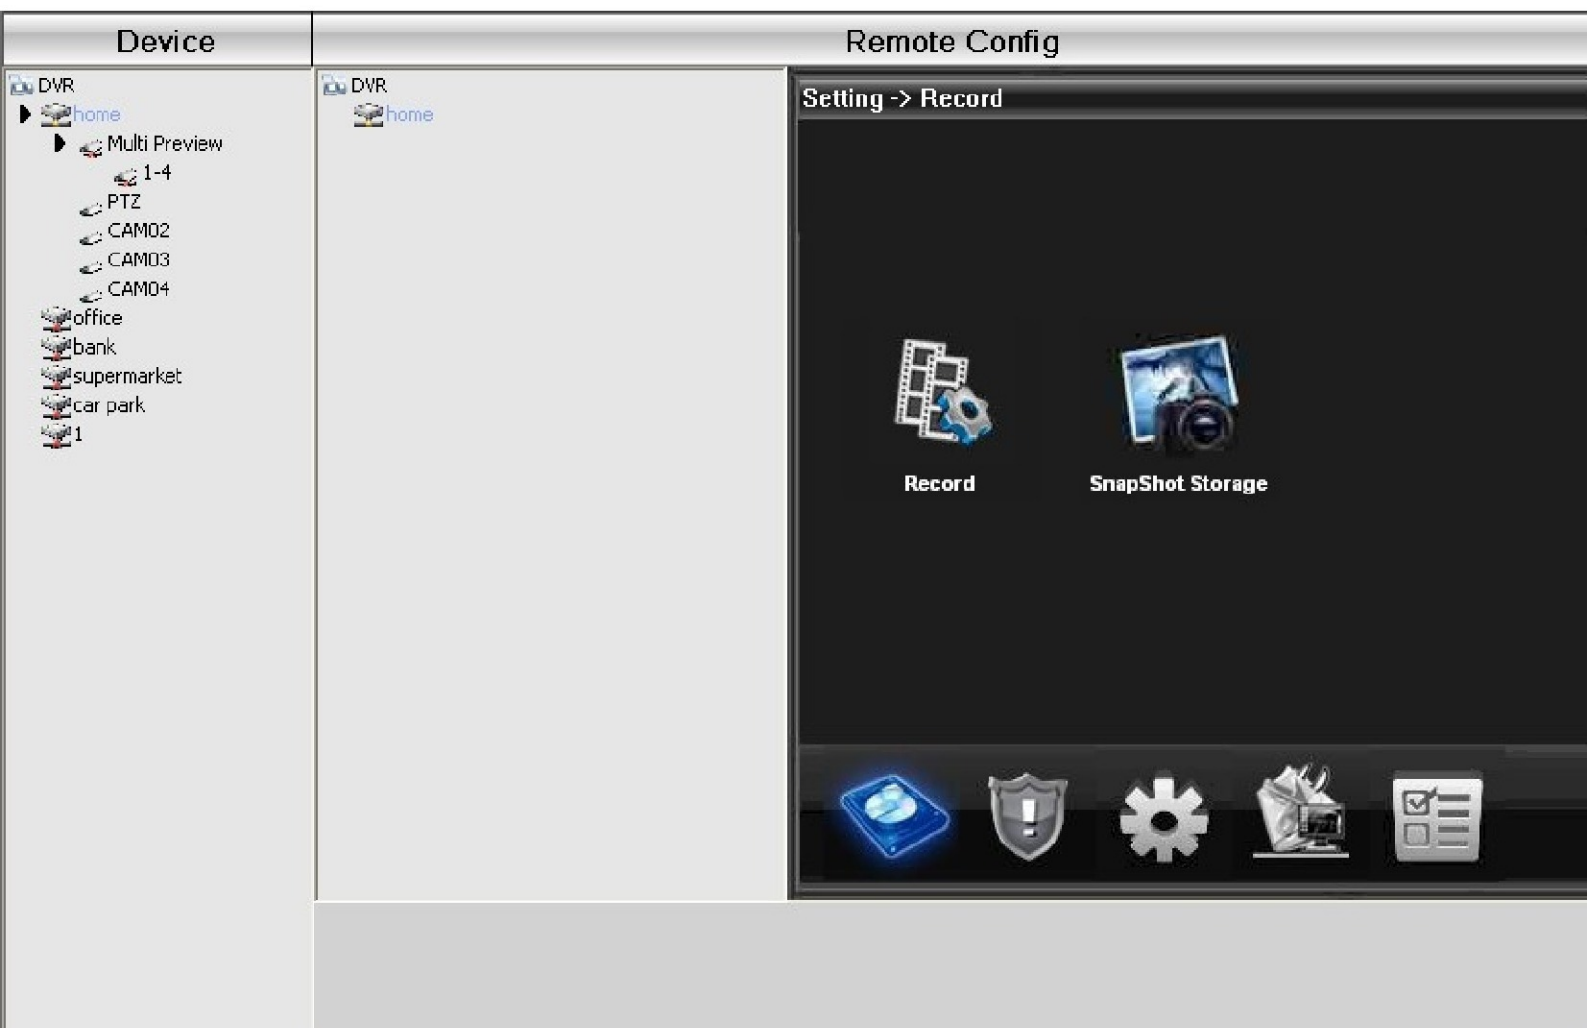 Device
Remote Config
DVR
home
Multi Preview
1-4
PTZ
CAM02
CAM03
CAM04
office
bank
supermarket
car park
1
DVR
home
Setting -> Record
Record
SnapShot Storage